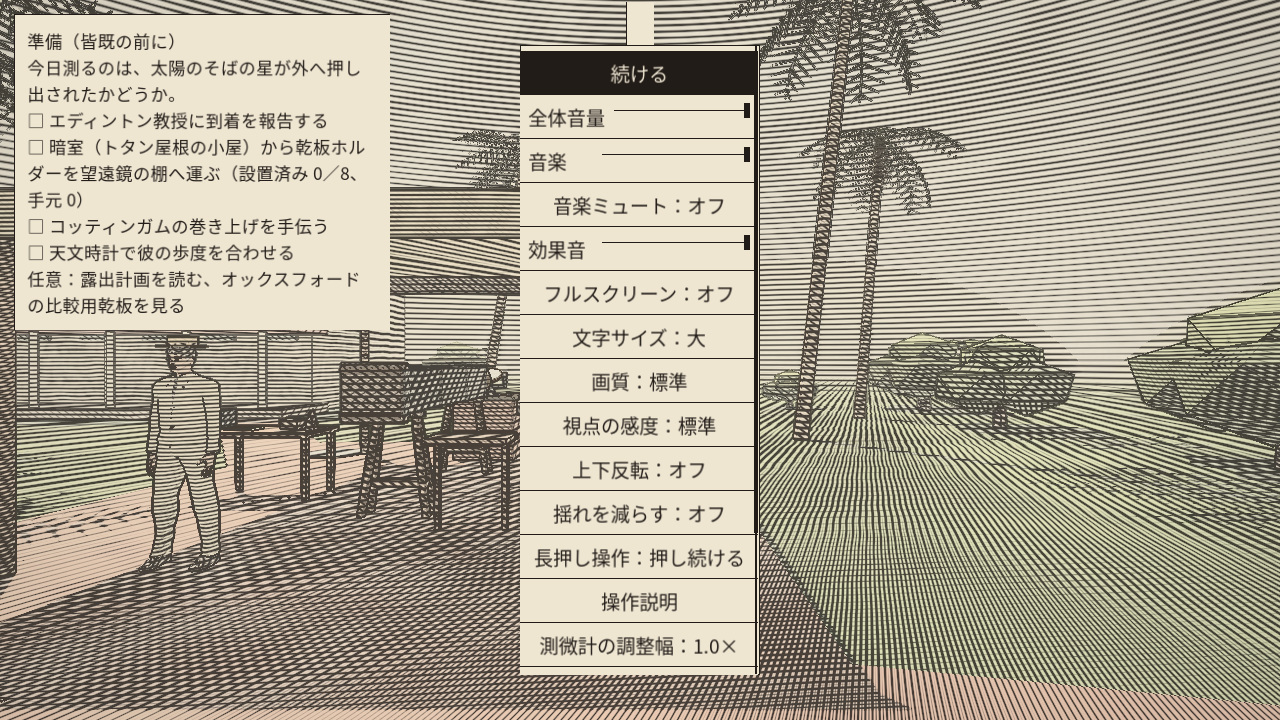 準備（皆既の前に）
今日測るのは、太陽のそばの星が外へ押し
出されたかどうか。
□ エディントン教授に到着を報告する
□ 暗室（トタン屋根の小屋）から乾板ホル
ダーを望遠鏡の棚へ運ぶ（設置済み 0／8、
手元 0）
□ コッティンガムの巻き上げを手伝う
□ 天文時計で彼の歩度を合わせる
任意：露出計画を読む、オックスフォード
の比較用乾板を見る
続ける
全体音量
音楽
音楽ミュート：オフ
効果音
フルスクリーン：オフ
文字サイズ：大
画質：標準
視点の感度：標準
上下反転：オフ
揺れを減らす：オフ
長押し操作：押し続ける
操作説明
測微計の調整幅：1.0×